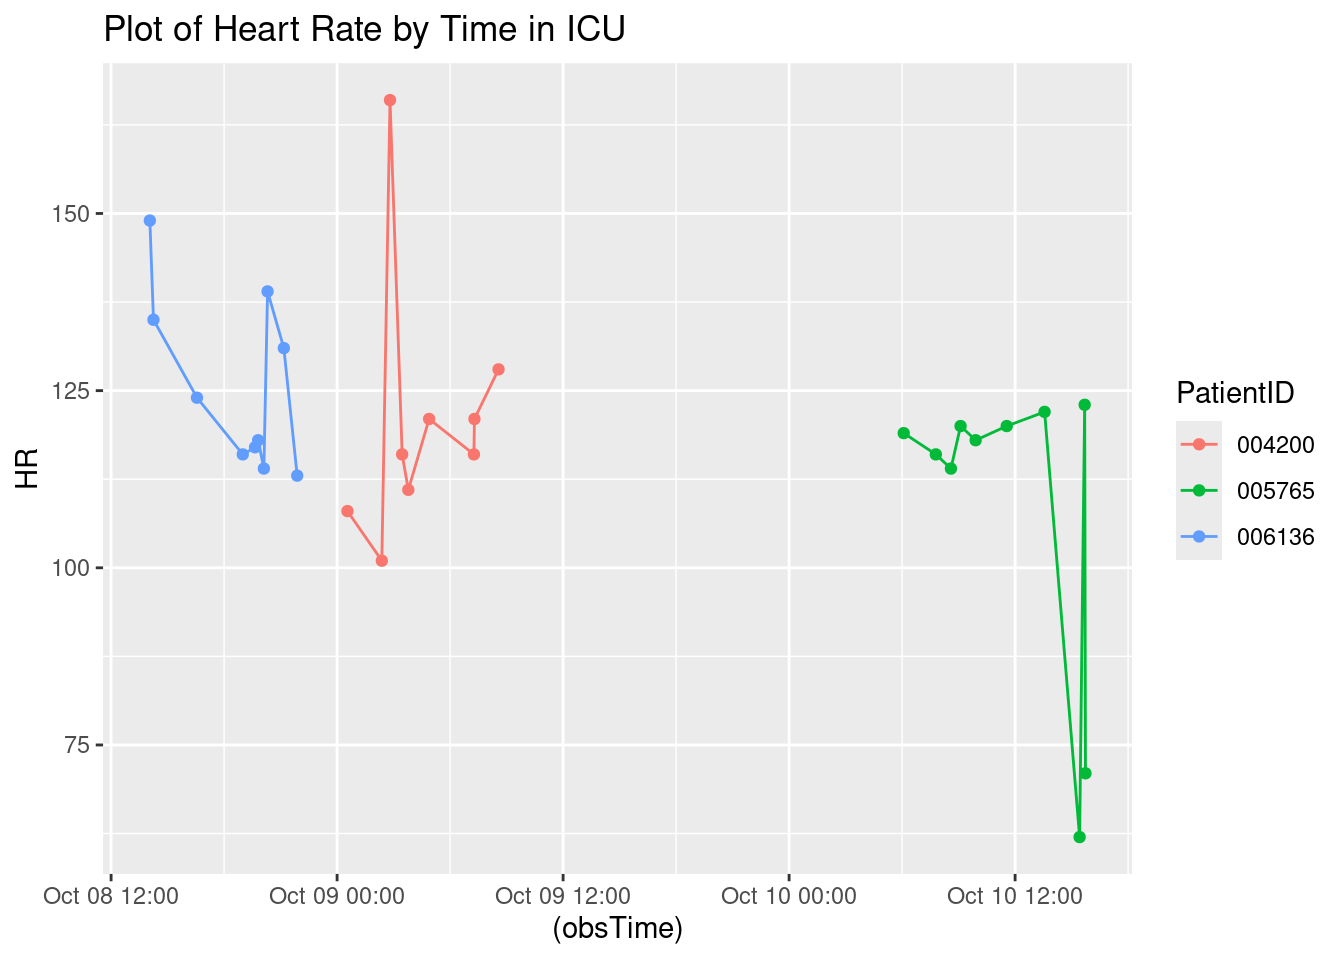 Plot of Heart Rate by Time in ICU
HR
150
125
100
75
Oct 08 12:00
Oct 09 00:00
Oct 09 12:00
Oct 10 00:00
Oct 10 12:00
(obsTime)
PatientID
004200
005765
006136